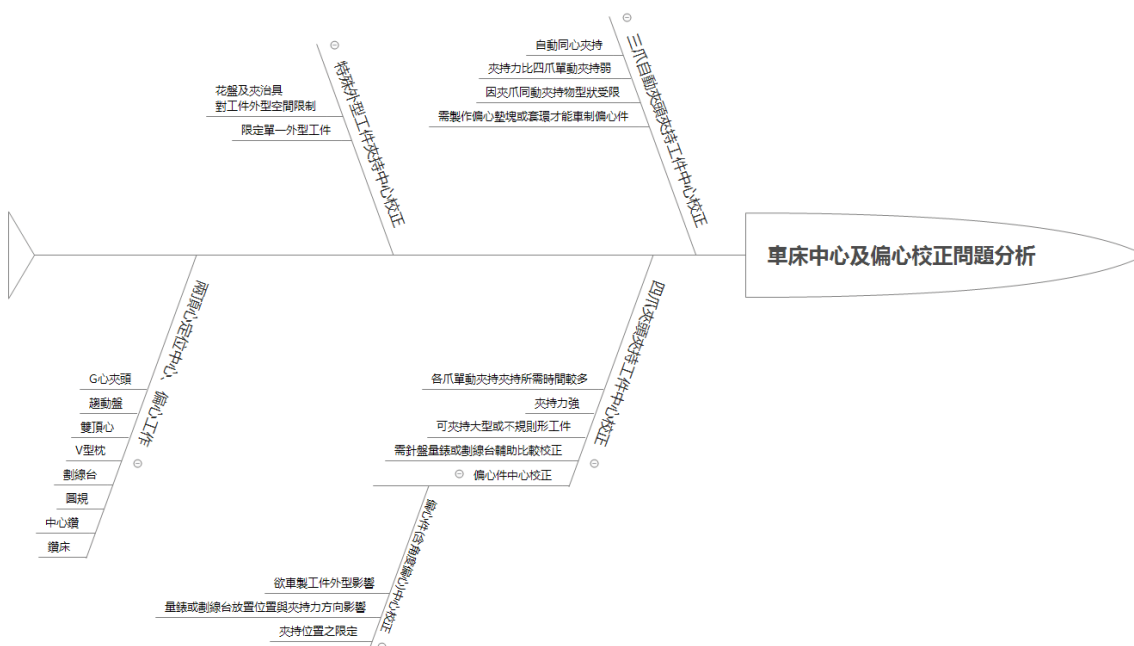 三爪自動夾頭夾持工件中心校正
自動同心夾持
夾持力比四爪單動夾持弱
因夾爪同動夾持物型狀受限
需製作偏心墊塊或套環才能車制偏心件
特殊外型工件夾持中心校正
花盤及夾治具
對工件外型空間限制
限定單一外型工件
車床中心及偏心校正問題分析
兩頂心定位中心、偏心工作
G心夾頭
趨動盤
雙頂心
V型枕
劃線台
圓規
中心鑽
鑽床
四爪夾頭夾持工件中心校正
各爪單動夾持夾持所需時間較多
夾持力強
可夾持大型或不規則形工件
需針盤量錶或劃線台輔助比較校正
偏心件中心校正
偏心件(含角度偏心)中心校正
欲車製工件外型影響
量錶或劃線台放置位置與夾持力方向影響
夾持位置之限定